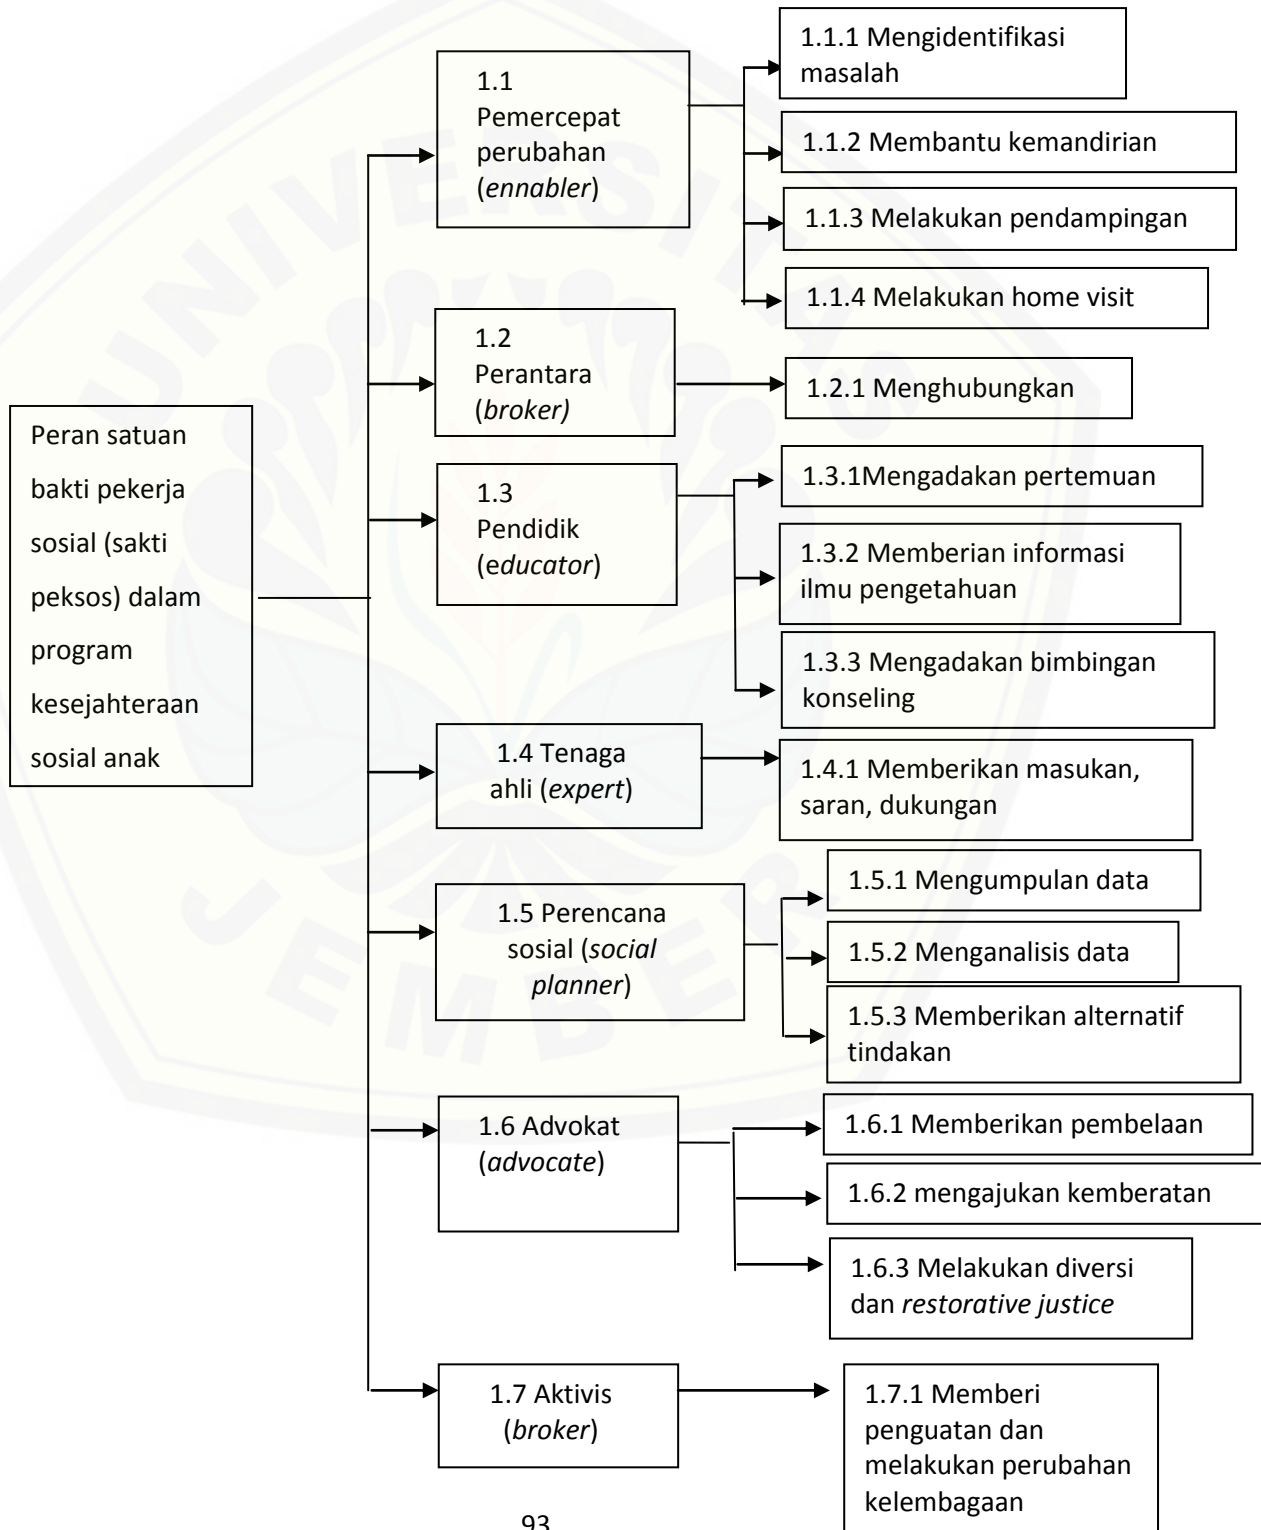 UNIVERSITAS
JEMBER
Peran satuan
bakti pekerja
sosial (sakti
peksos) dalam
program
kesejahteraan
sosial anak
1.1
Pemercepat
perubahan
(ennabler)
1.1.1 Mengidentifikasi
masalah
1.1.2 Membantu kemandirian
1.1.3 Melakukan pendampingan
1.1.4 Melakukan home visit
1.2
Perantara
(broker)
1.2.1 Menghubungkan
1.3
Pendidik
(educator)
1.3.1Mengadakan pertemuan
1.3.2 Memberian informasi
ilmu pengetahuan
1.3.3 Mengadakan bimbingan
konseling
1.4 Tenaga
ahli (expert)
1.4.1 Memberikan masukan,
saran, dukungan
1.5 Perencana
sosial (social
planner)
1.5.1 Mengumpulan data
1.5.2 Menganalisis data
1.5.3 Memberikan alternatif
tindakan
1.6 Advokat
(advocate)
1.6.1 Memberikan pembelaan
1.6.2 mengajukan kemberatan
1.6.3 Melakukan diversi
dan restorative justice
1.7 Aktivis
(broker)
1.7.1 Memberi
penguatan dan
melakukan perubahan
kelembagaan
93